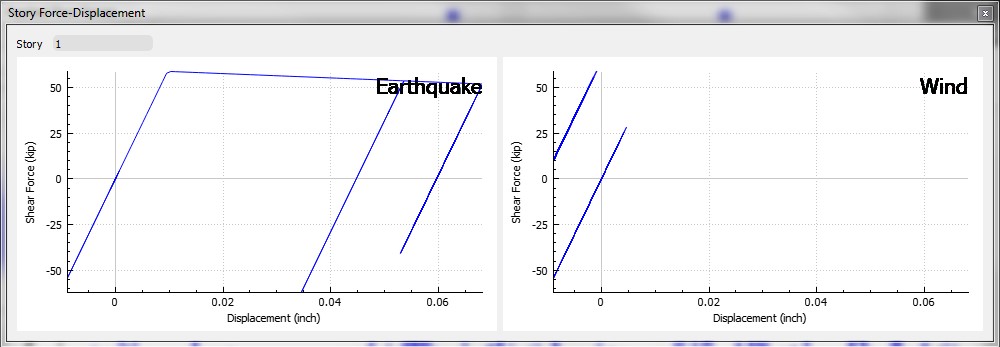 Story Force-Displacement
x
Story 1
Earthquake
50
25
0
-25
-50
Shear Force (kip)
0 0.02 0.04 0.06
Displacement (inch)
Wind
50
25
0
-25
-50
Shear Force (kip)
0 0.02 0.04 0.06
Displacement (inch)